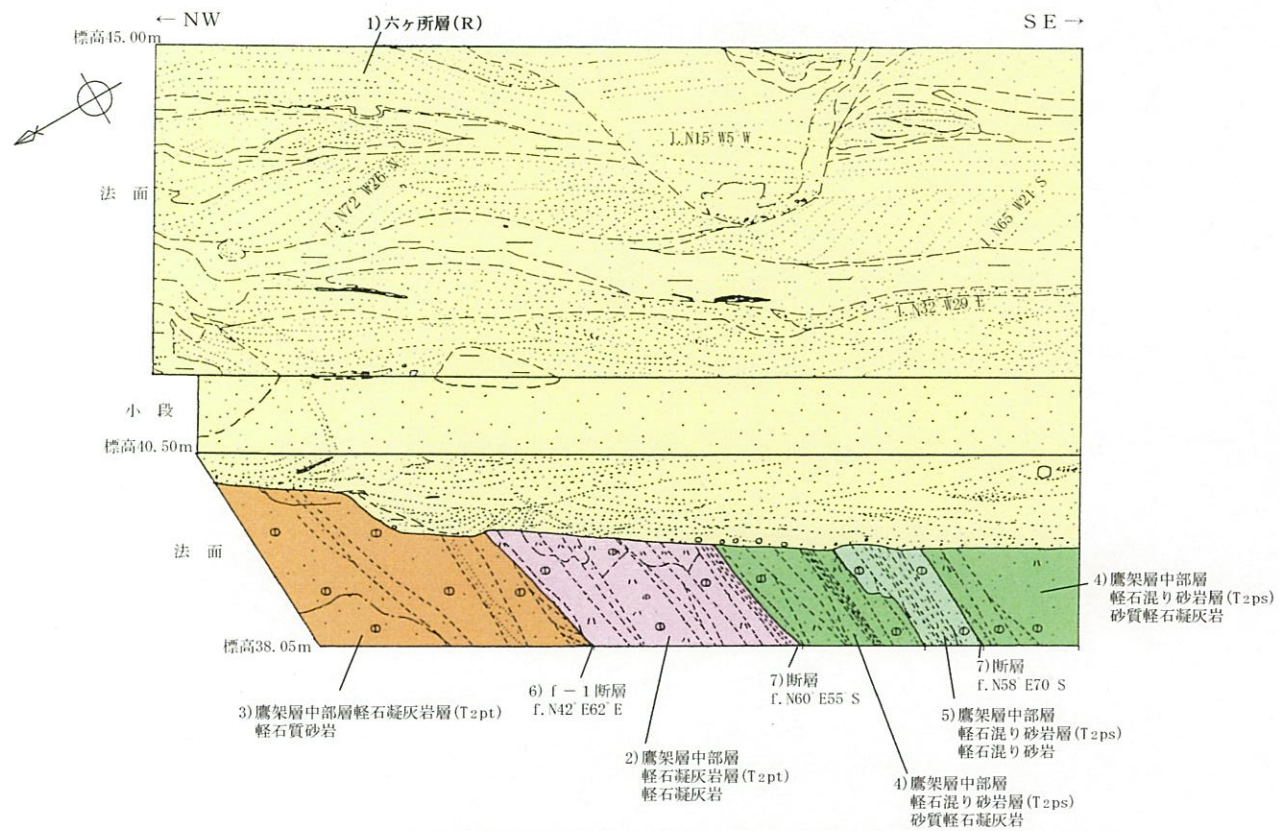 ← NW
SE →
1)六ヶ所層(R)
標高45.00m
J.N15°W5°W
法 面
J.N72°W26°N
J.N65°W21°S
J.N32°W29°E
小 段
標高40.50m
法 面
標高38.05m
4)鷹架層中部層
軽石混り砂岩層(T2ps)
砂質軽石凝灰岩
3)鷹架層中部層軽石凝灰岩層(T2pt)
軽石質砂岩
6) f－1断層
f.N42°E62°E
7)断層
f.N60°E55°S
7)断層
f.N58°E70°S
2)鷹架層中部層
軽石凝灰岩層(T2pt)
軽石凝灰岩
5)鷹架層中部層
軽石混り砂岩層(T2ps)
軽石混り砂岩
4)鷹架層中部層
軽石混り砂岩層(T2ps)
砂質軽石凝灰岩